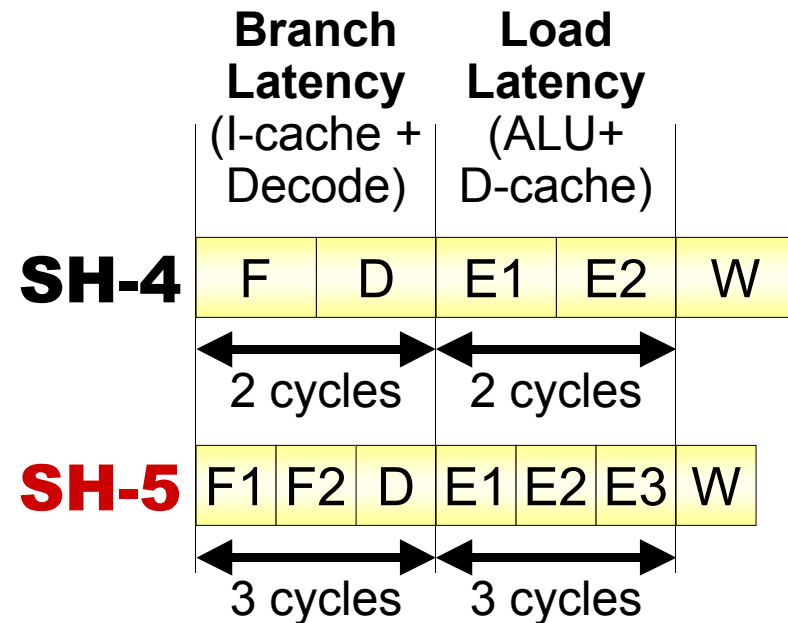 Branch
Latency
(I-cache +
Decode)
Load
Latency
(ALU+
D-cache)
SH-4 F D E1 E2 W
2 cycles 2 cycles
SH-5 F1 F2 D E1 E2 E3 W
3 cycles 3 cycles